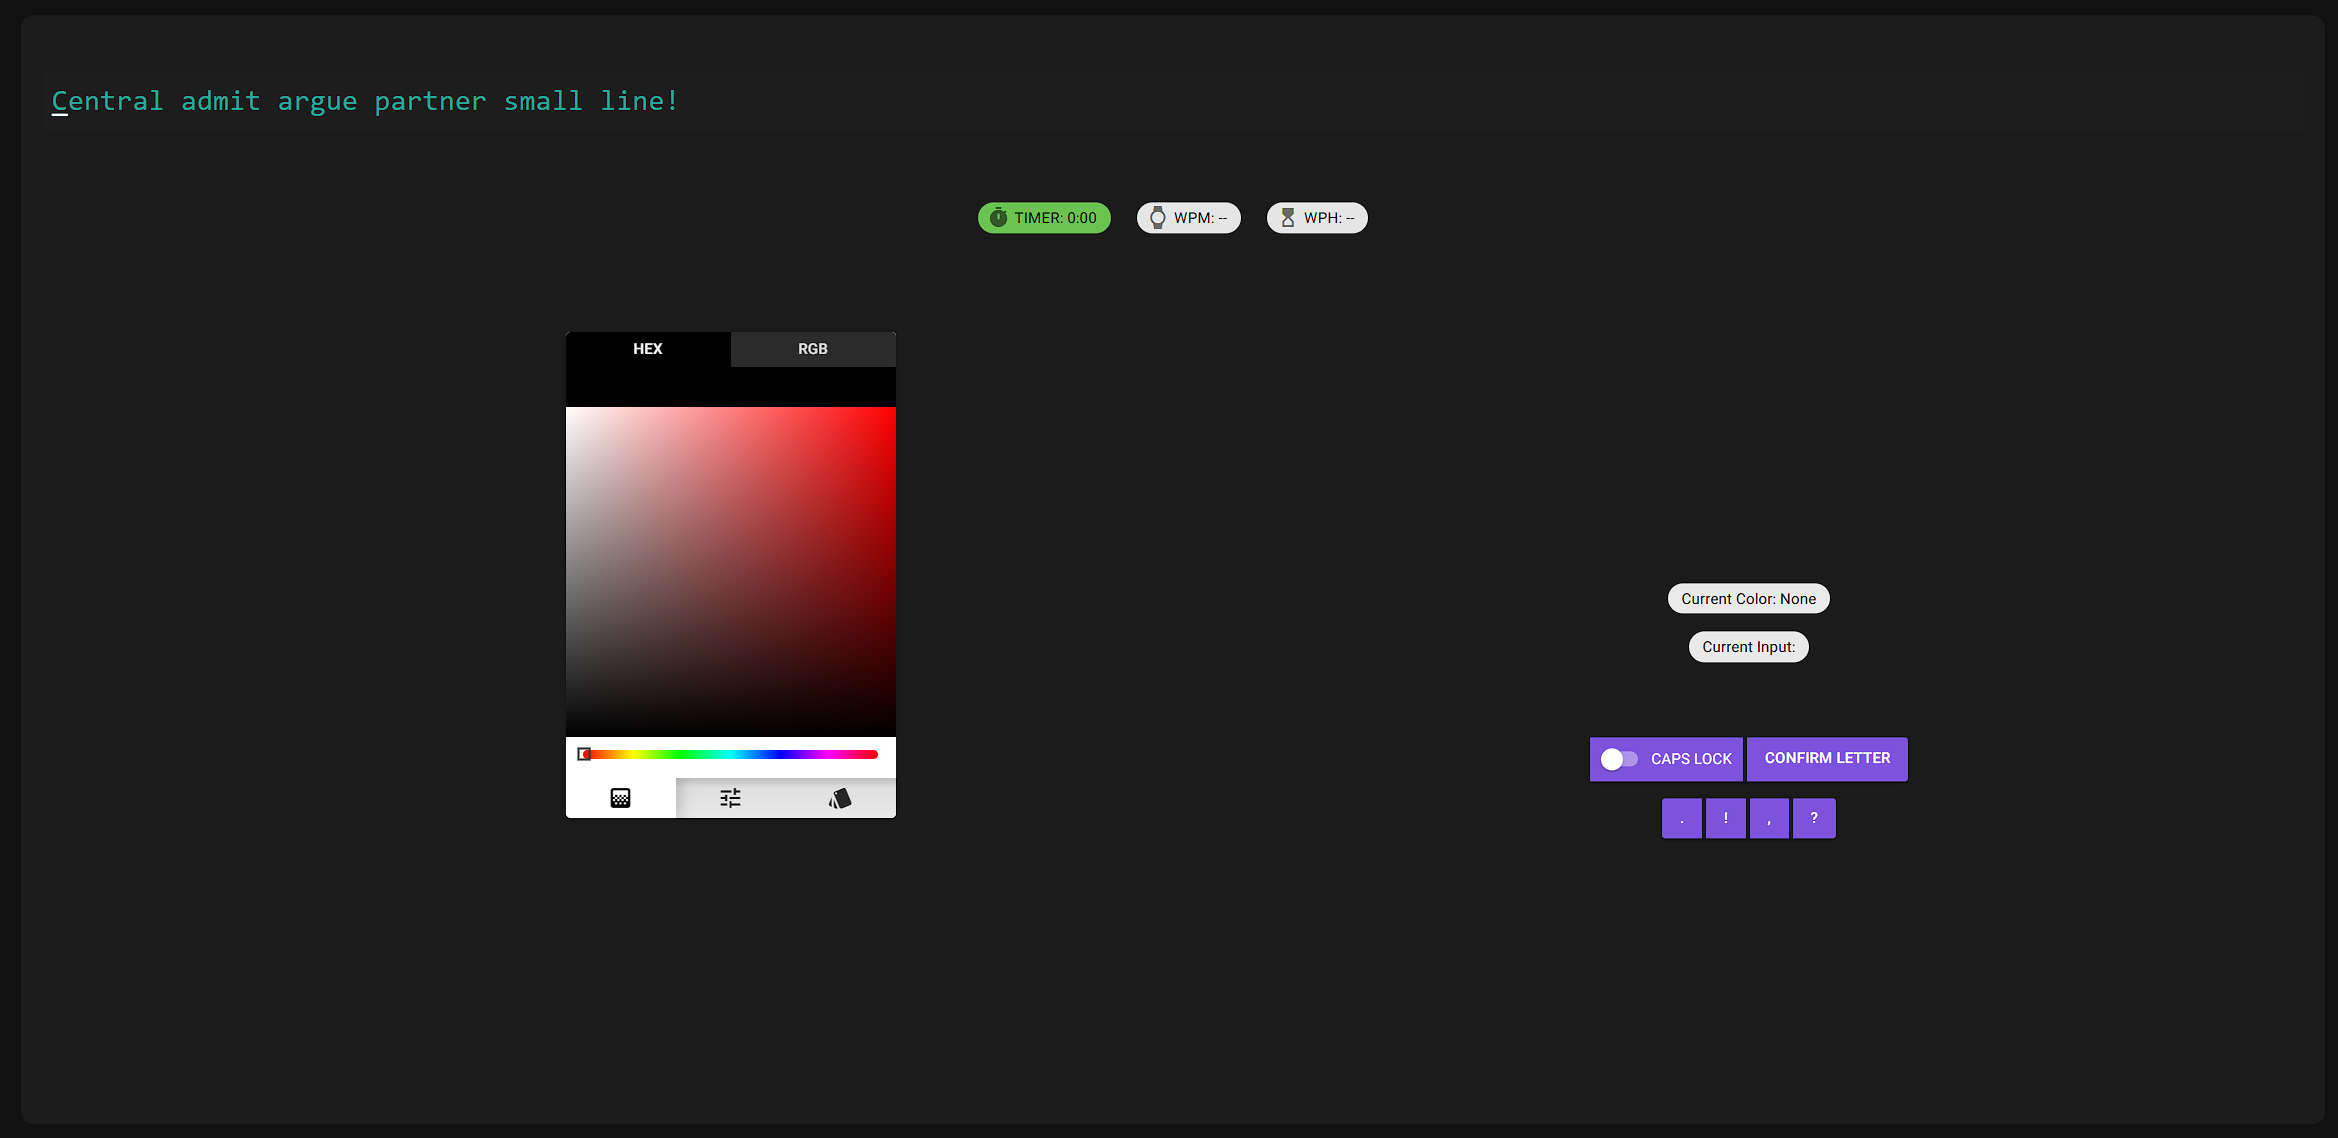 Central admit argue partner small line!
TIMER: 0:00
WPM: --
WPH: --
HEX
RGB
Current Color: None
Current Input:
CAPS LOCK
CONFIRM LETTER
.
!
,
?